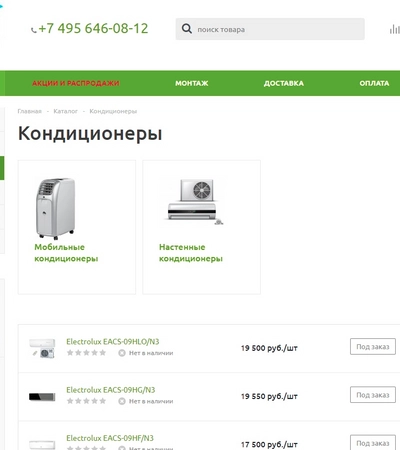 +7 495 646-08-12
поиск товара
АКЦИИ И РАСПРОДАЖИ МОНТАЖ ДОСТАВКА ОПЛАТА
Главная - Каталог - Кондиционеры
Кондиционеры
Мобильные
кондиционеры
Настенные
кондиционеры
Electrolux EACS-09HLO/N3
Нет в наличии
19 500 руб./шт
Под заказ
Electrolux EACS-09HG/N3
Нет в наличии
19 550 руб./шт
Под заказ
Electrolux EACS-09HF/N3
Нет в наличии
17 500 руб./шт
Под заказ